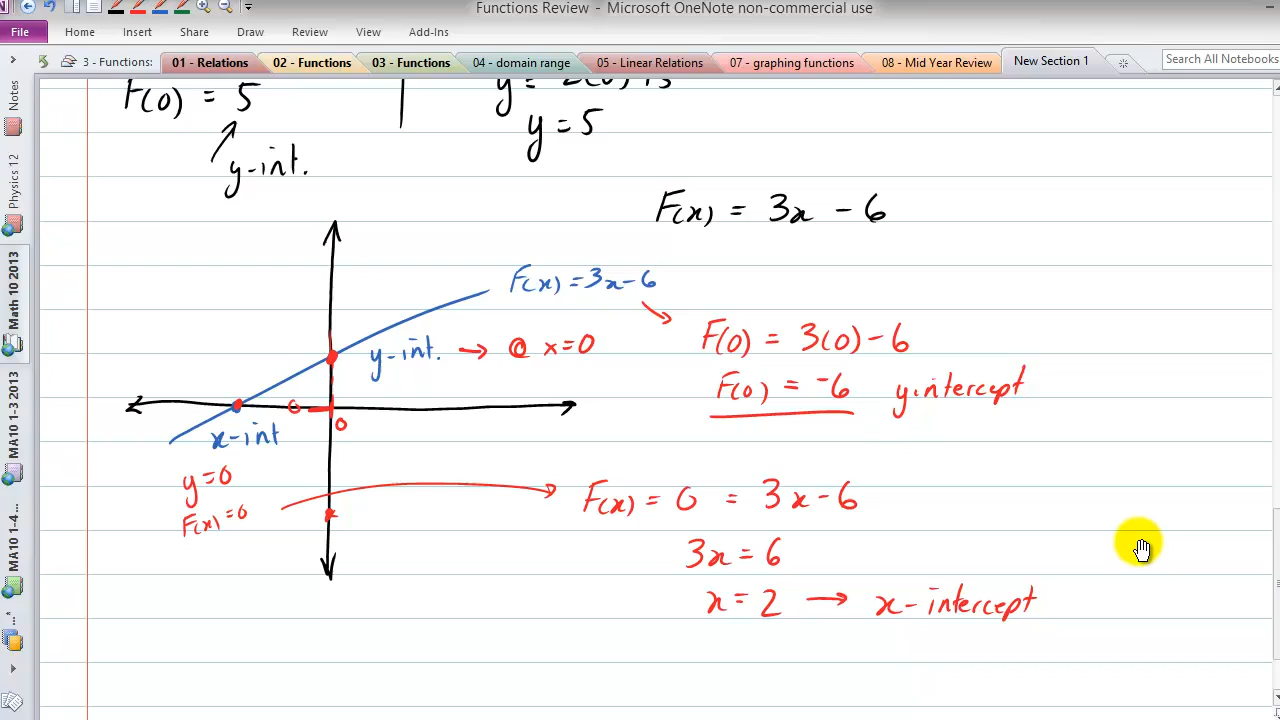 Functions Review - Microsoft OneNote non-commercial use
File Home Insert Share Draw Review View Add-Ins
3 - Functions: 01 - Relations 02 - Functions 03 - Functions 04 - domain range 05 - Linear Relations 07 - graphing functions 08 - Mid Year Review New Section 1 Search All Notebooks
Notes
Physics 12
Math 10 2013
MA10 1-3 2013
MA10 1-4...
F(0) = 5
y-int.
y = 2(0)+5
y = 5
F(x) = 3x - 6
F(x) = 3x - 6
y-int. → @ x=0
0
x-int
y=0
F(x)=0
F(0) = 3(0) - 6
F(0) = -6 y.intercept
F(x) = 0 = 3x - 6
3x = 6
x = 2 → x-intercept